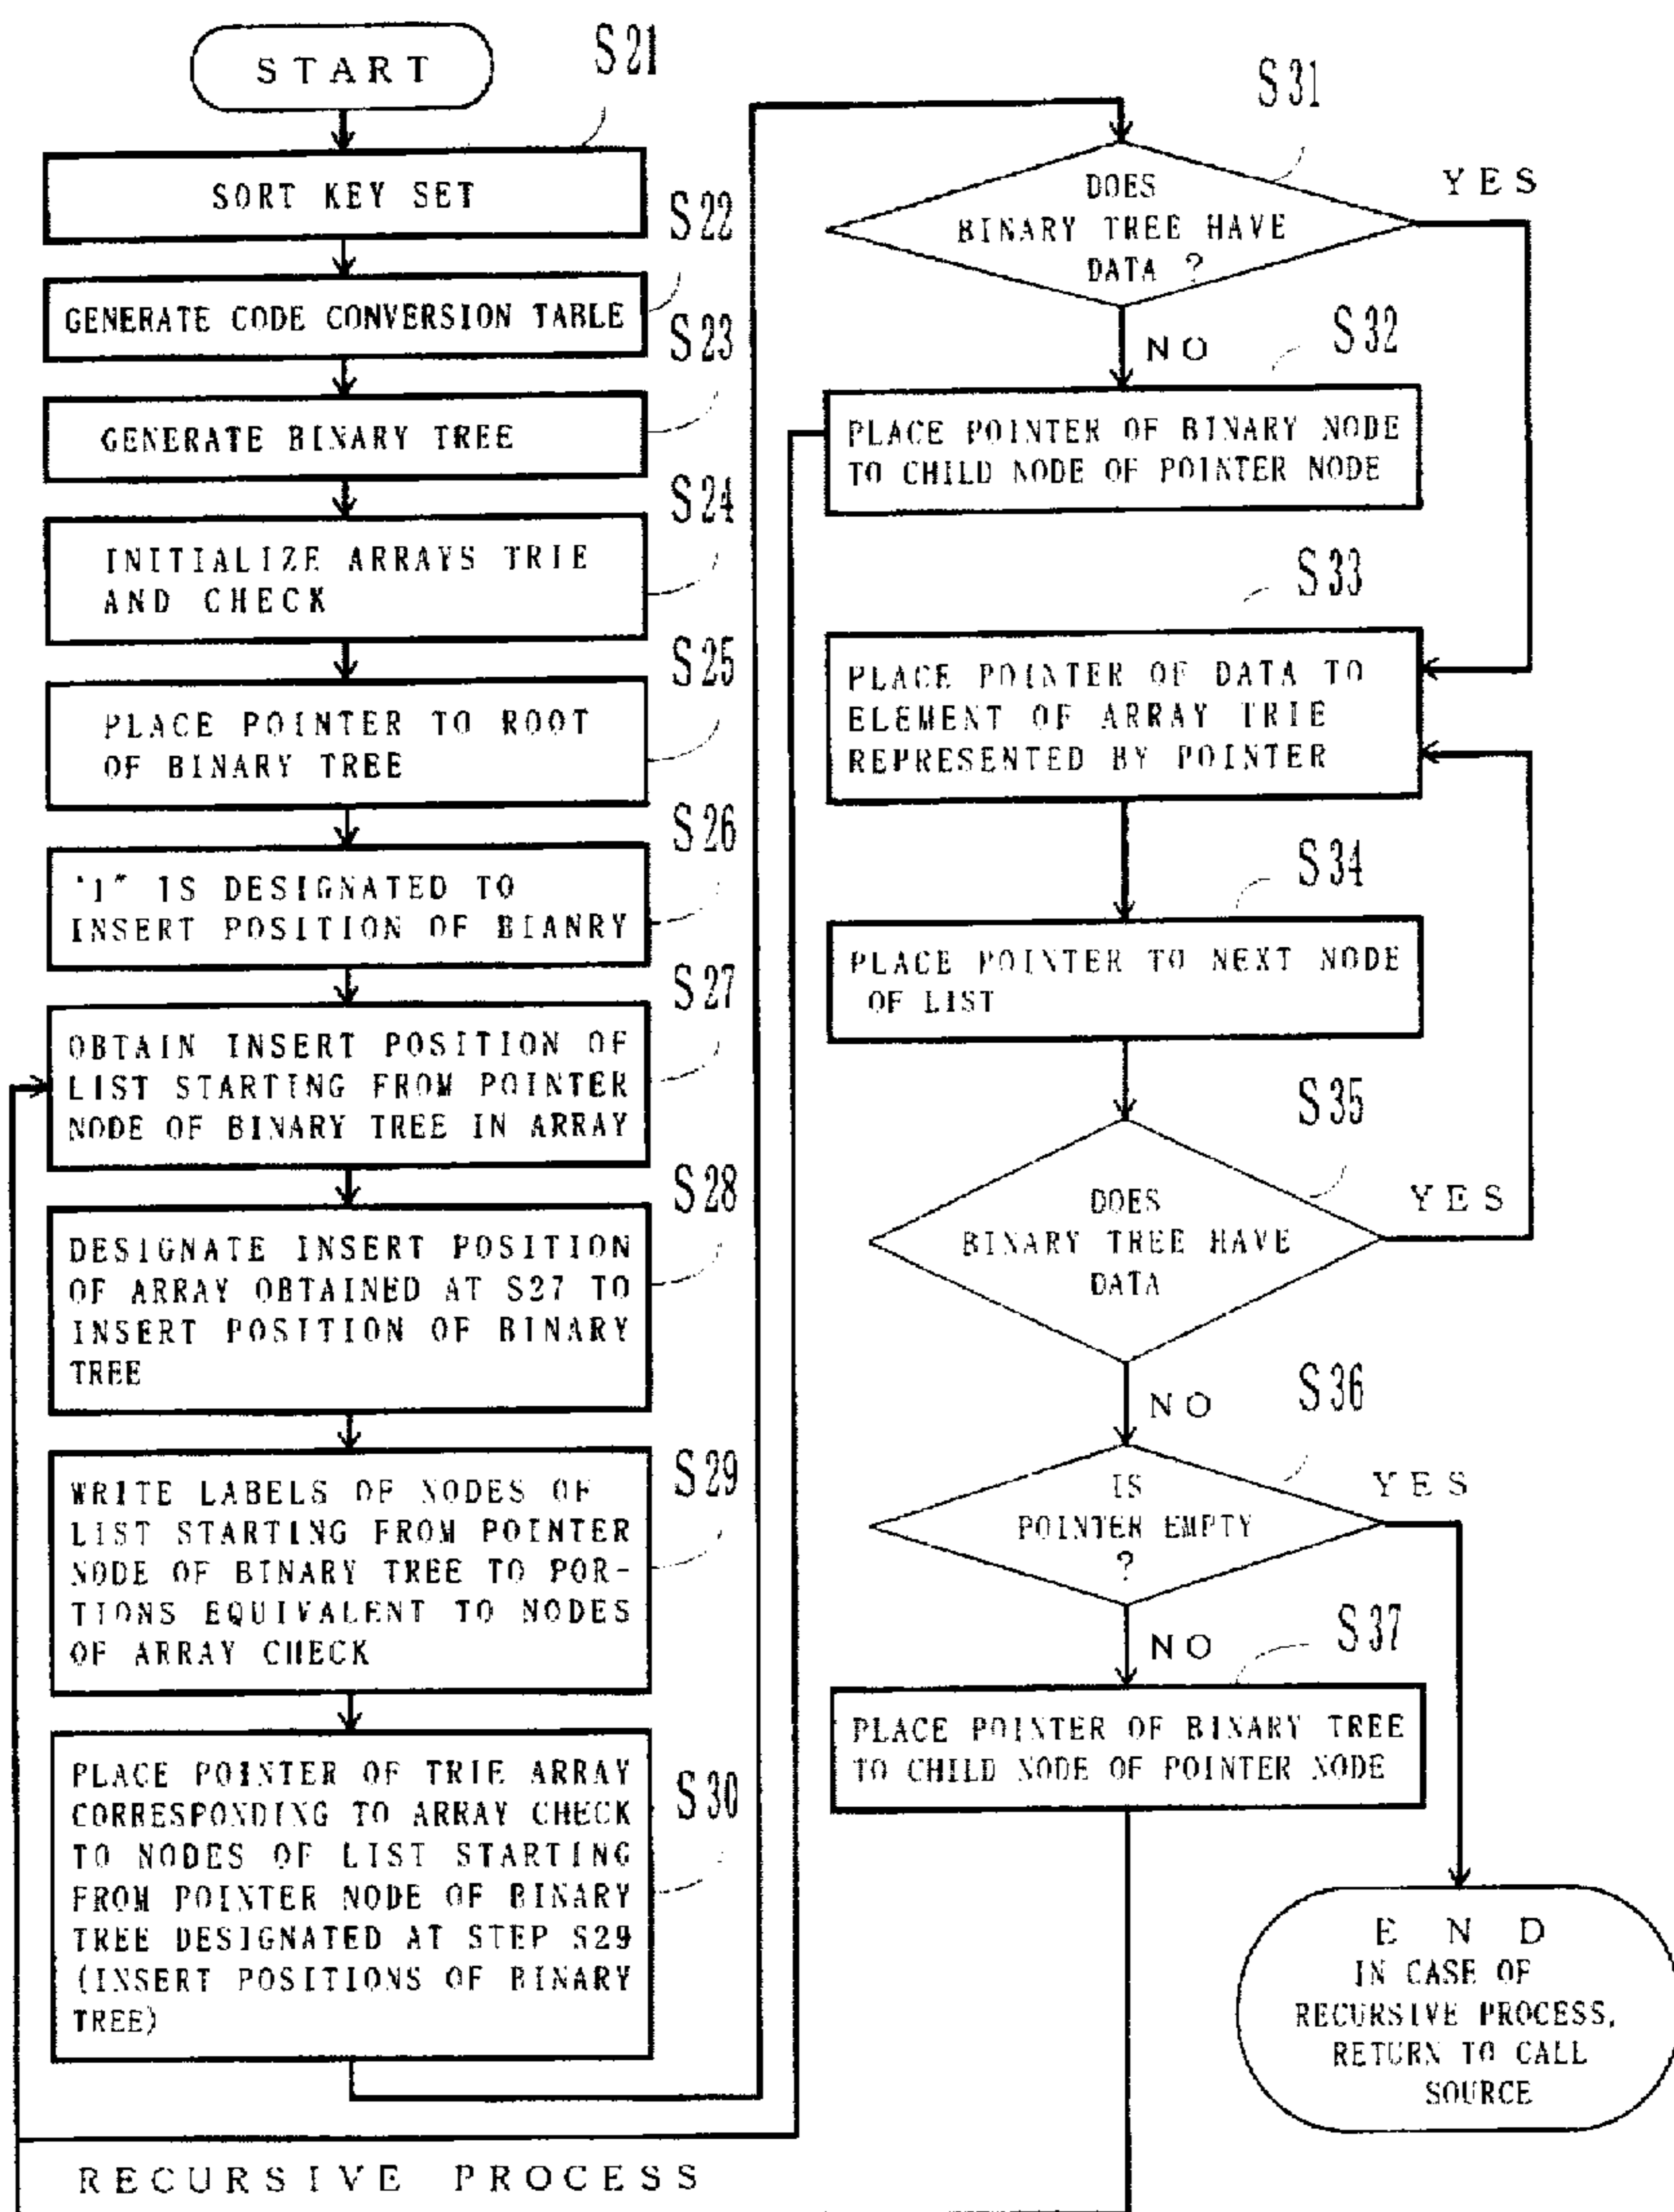 START
S21
SORT KEY SET
S22
GENERATE CODE CONVERSION TABLE
S23
GENERATE BINARY TREE
S24
INITIALIZE ARRAYS TRIE
AND CHECK
S25
PLACE POINTER TO ROOT
OF BINARY TREE
S26
"1" IS DESIGNATED TO
INSERT POSITION OF BIANRY
S27
OBTAIN INSERT POSITION OF
LIST STARTING FROM POINTER
NODE OF BINARY TREE IN ARRAY
S28
DESIGNATE INSERT POSITION
OF ARRAY OBTAINED AT S27 TO
INSERT POSITION OF BINARY
TREE
S29
WRITE LABELS OF NODES OF
LIST STARTING FROM POINTER
NODE OF BINARY TREE TO POR-
TIONS EQUIVALENT TO NODES
OF ARRAY CHECK
S30
PLACE POINTER OF TRIE ARRAY
CORRESPONDING TO ARRAY CHECK
TO NODES OF LIST STARTING
FROM POINTER NODE OF BINARY
TREE DESIGNATED AT STEP S29
(INSERT POSITIONS OF BINARY
TREE)
RECURSIVE PROCESS
S31
DOES
BINARY TREE HAVE
DATA ?
YES
NO
S32
PLACE POINTER OF BINARY NODE
TO CHILD NODE OF POINTER NODE
S33
PLACE POINTER OF DATA TO
ELEMENT OF ARRAY TRIE
REPRESENTED BY POINTER
S34
PLACE POINTER TO NEXT NODE
OF LIST
S35
DOES
BINARY TREE HAVE
DATA
YES
NO
S36
IS
POINTER EMPTY
?
YES
NO
S37
PLACE POINTER OF BINARY TREE
TO CHILD NODE OF POINTER NODE
END
IN CASE OF
RECURSIVE PROCESS,
RETURN TO CALL
SOURCE